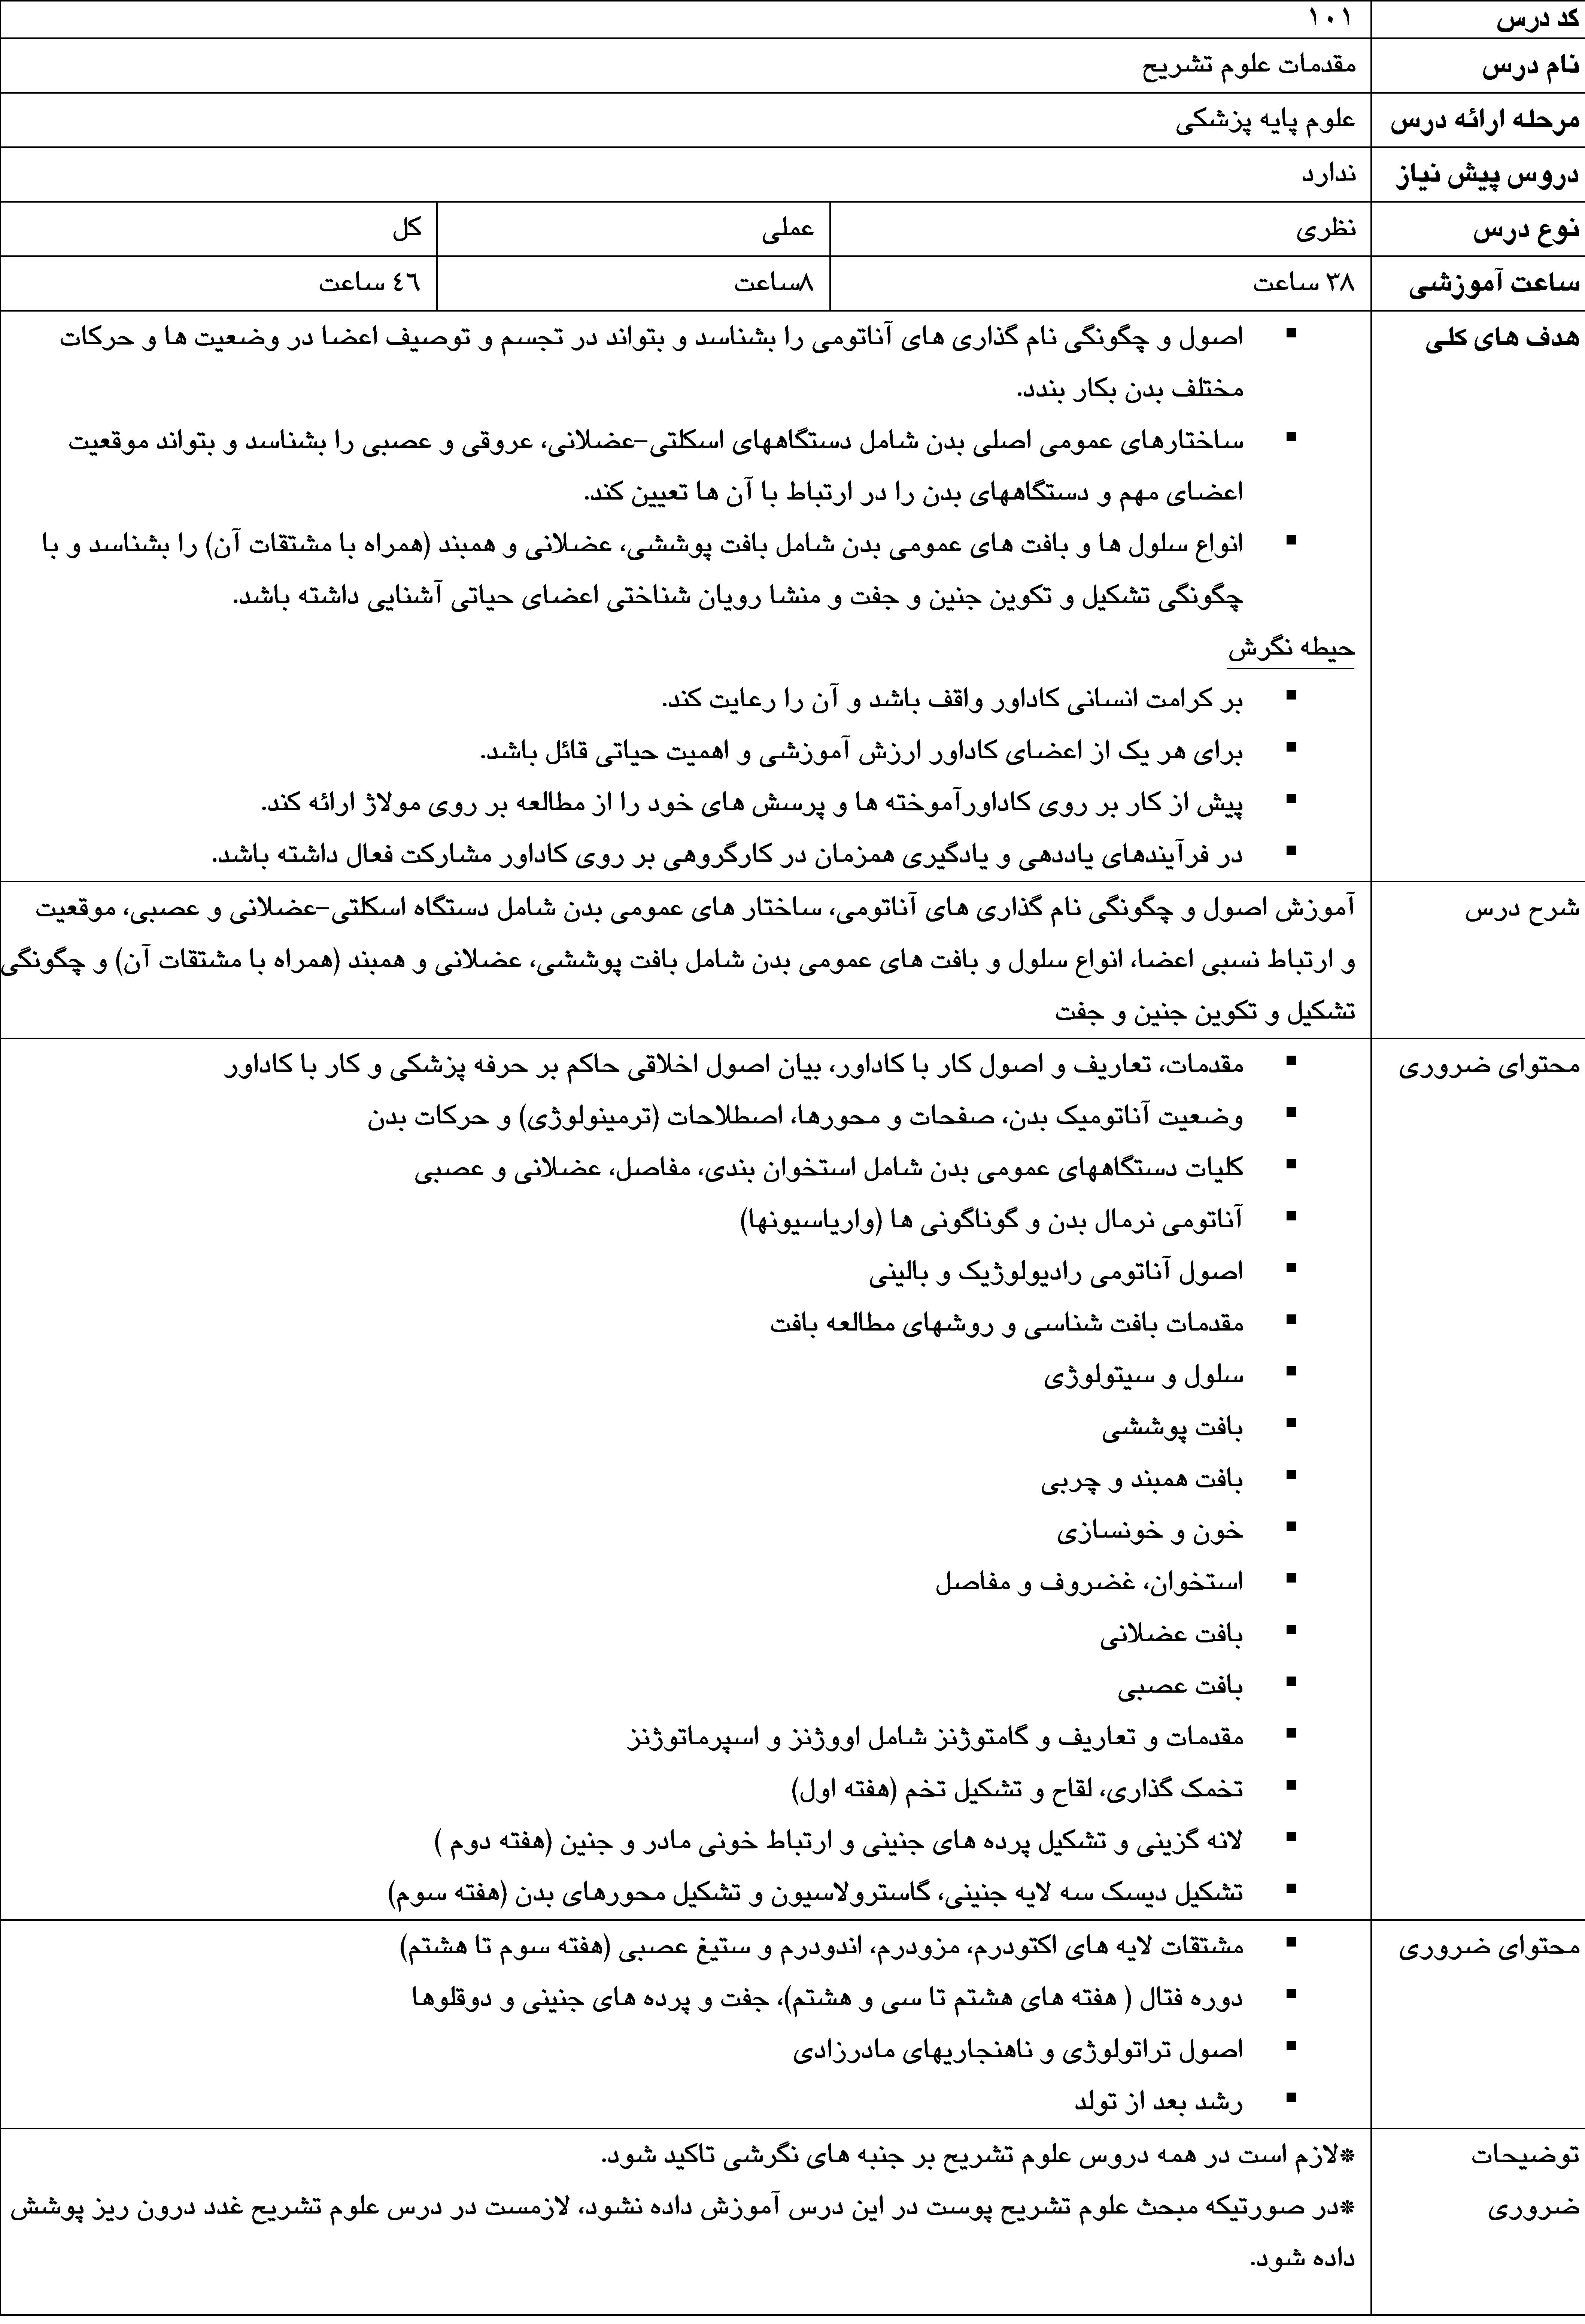 کد درس ۱۰۱
نام درس مقدمات علوم تشریح
مرحله ارائه درس علوم پایه پزشکی
دروس پیش نیاز ندارد
نوع درس نظری عملی کل
ساعت آموزشی ۳۸ ساعت ۸ساعت ٤٦ ساعت
هدف های کلی ▪ اصول و چگونگی نام گذاری های آناتومی را بشناسد و بتواند در تجسم و توصیف اعضا در وضعیت ها و حرکات
مختلف بدن بکار بندد.
▪ ساختارهای عمومی اصلی بدن شامل دستگاههای اسکلتی-عضلانی، عروقی و عصبی را بشناسد و بتواند موقعیت
اعضای مهم و دستگاههای بدن را در ارتباط با آن ها تعیین کند.
▪ انواع سلول ها و بافت های عمومی بدن شامل بافت پوششی، عضلانی و همبند (همراه با مشتقات آن) را بشناسد و با
چگونگی تشکیل و تکوین جنین و جفت و منشا رویان شناختی اعضای حیاتی آشنایی داشته باشد.
حیطه نگرش
▪ بر کرامت انسانی کاداور واقف باشد و آن را رعایت کند.
▪ برای هر یک از اعضای کاداور ارزش آموزشی و اهمیت حیاتی قائل باشد.
▪ پیش از کار بر روی کاداورآموخته ها و پرسش های خود را از مطالعه بر روی مولاژ ارائه کند.
▪ در فرآیندهای یاددهی و یادگیری همزمان در کارگروهی بر روی کاداور مشارکت فعال داشته باشد.
شرح درس آموزش اصول و چگونگی نام گذاری های آناتومی، ساختار های عمومی بدن شامل دستگاه اسکلتی-عضلانی و عصبی، موقعیت
و ارتباط نسبی اعضا، انواع سلول و بافت های عمومی بدن شامل بافت پوششی، عضلانی و همبند (همراه با مشتقات آن) و چگونگی
تشکیل و تکوین جنین و جفت
محتوای ضروری ▪ مقدمات، تعاریف و اصول کار با کاداور، بیان اصول اخلاقی حاکم بر حرفه پزشکی و کار با کاداور
▪ وضعیت آناتومیک بدن، صفحات و محورها، اصطلاحات (ترمینولوژی) و حرکات بدن
▪ کلیات دستگاههای عمومی بدن شامل استخوان بندی، مفاصل، عضلانی و عصبی
▪ آناتومی نرمال بدن و گوناگونی ها (واریاسیونها)
▪ اصول آناتومی رادیولوژیک و بالینی
▪ مقدمات بافت شناسی و روشهای مطالعه بافت
▪ سلول و سیتولوژی
▪ بافت پوششی
▪ بافت همبند و چربی
▪ خون و خونسازی
▪ استخوان، غضروف و مفاصل
▪ بافت عضلانی
▪ بافت عصبی
▪ مقدمات و تعاریف و گامتوژنز شامل اووژنز و اسپرماتوژنز
▪ تخمک گذاری، لقاح و تشکیل تخم (هفته اول)
▪ لانه گزینی و تشکیل پرده های جنینی و ارتباط خونی مادر و جنین (هفته دوم )
▪ تشکیل دیسک سه لایه جنینی، گاسترولاسیون و تشکیل محورهای بدن (هفته سوم)
محتوای ضروری ▪ مشتقات لایه های اکتودرم، مزودرم، اندودرم و ستیغ عصبی (هفته سوم تا هشتم)
▪ دوره فتال ( هفته های هشتم تا سی و هشتم)، جفت و پرده های جنینی و دوقلوها
▪ اصول تراتولوژی و ناهنجاریهای مادرزادی
▪ رشد بعد از تولد
توضیحات *لازم است در همه دروس علوم تشریح بر جنبه های نگرشی تاکید شود.
ضروری *در صورتیکه مبحث علوم تشریح پوست در این درس آموزش داده نشود، لازمست در درس علوم تشریح غدد درون ریز پوشش
داده شود.